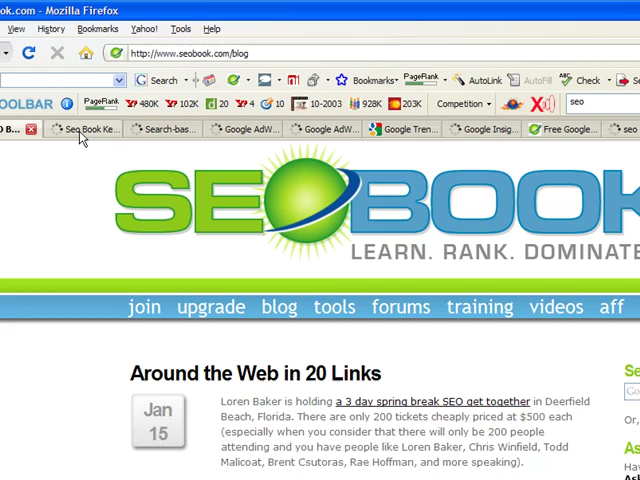 ook.com - Mozilla Firefox
View History Bookmarks Yahoo! Tools Help
http://www.seobook.com/blog
G Search PageRank Bookmarks AutoLink AutoFill Check
OOLBAR PageRank 480K 102K 20 4 10 10-2003 928K 203K Competition X() seo
O B... Seo Book Ke... Search-bas... Google AdW... Google AdW... Google Tren... Google Insig... Free Google... seo
SEOBOOK
LEARN. RANK. DOMINATE
join upgrade blog tools forums training videos aff
Around the Web in 20 Links
Jan
15
Loren Baker is holding a 3 day spring break SEO get together in Deerfield
Beach, Florida. There are only 200 tickets cheaply priced at $500 each
(especially when you consider that there will only be 200 people
attending and you have people like Loren Baker, Chris Winfield, Todd
Malicoat, Brent Csutoras, Rae Hoffman, and more speaking).
Se
Or,
As
Hav
Ask